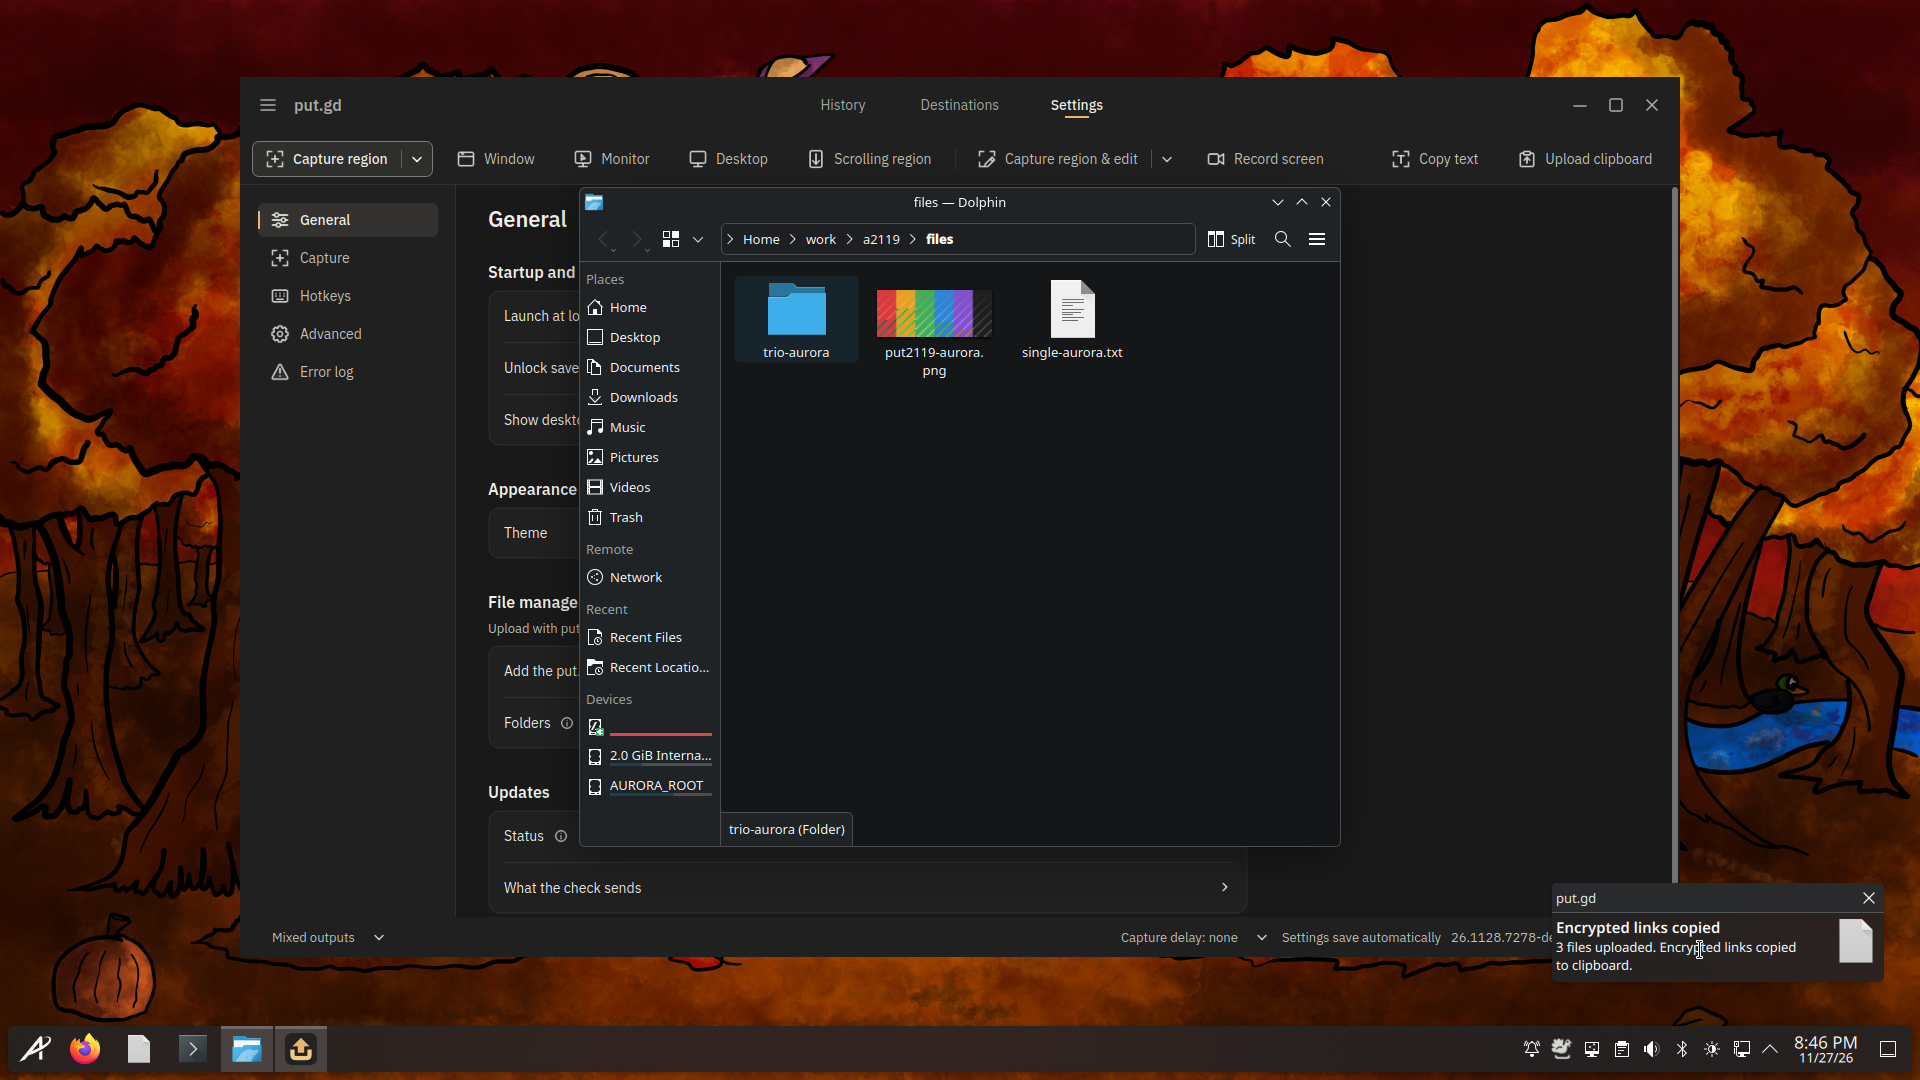 put.gd
History
Destinations
Settings
Capture region
Window
Monitor
Desktop
Scrolling region
Capture region & edit
Record screen
Copy text
Upload clipboard
General
Capture
Hotkeys
Advanced
Error log
General
Startup and
Launch at lo
Unlock save
Show deskt
Appearance
Theme
File manage
Upload with put
Add the put.
Folders
Updates
Status
What the check sends
files — Dolphin
Home
work
a2119
files
Split
Places
Home
Desktop
Documents
Downloads
Music
Pictures
Videos
Trash
Remote
Network
Recent
Recent Files
Recent Locatio...
Devices
2.0 GiB Interna...
AURORA_ROOT
trio-aurora
put2119-aurora.
png
single-aurora.txt
trio-aurora (Folder)
Mixed outputs
Capture delay: none
Settings save automatically
26.1128.7278-de
put.gd
Encrypted links copied
3 files uploaded. Encrypted links copied
to clipboard.
8:46 PM
11/27/26